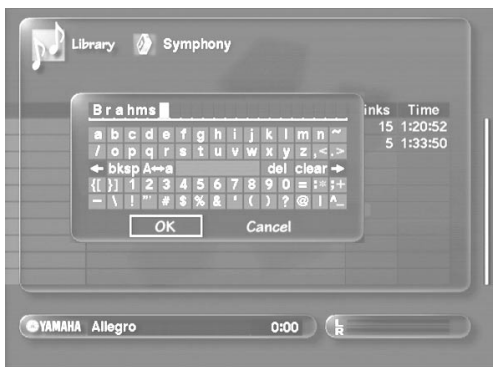 Library Symphony
Brahms
inks Time
15 1:20:52
5 1:33:50
a b c d e f g h i j k l m n ~
/ o p q r s t u v w x y z ,< .>
bksp A↔a del clear
{[ }] 1 2 3 4 5 6 7 8 9 0 = :* ;+
- \ ! "' # $ % & ' ( ) ? @ | ^_
OK Cancel
YAMAHA Allegro 0:00 L
R